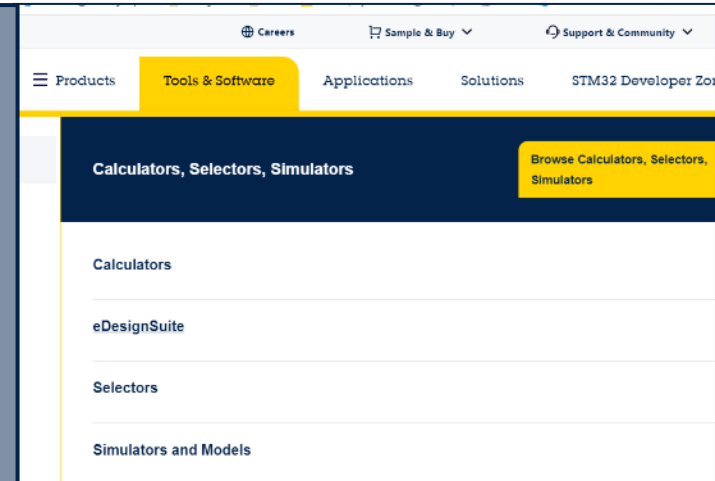 Careers Sample & Buy Support & Community
Products Tools & Software Applications Solutions STM32 Developer
Calculators, Selectors, Simulators
Browse Calculators, Selectors,
Simulators
Calculators
eDesignSuite
Selectors
Simulators and Models